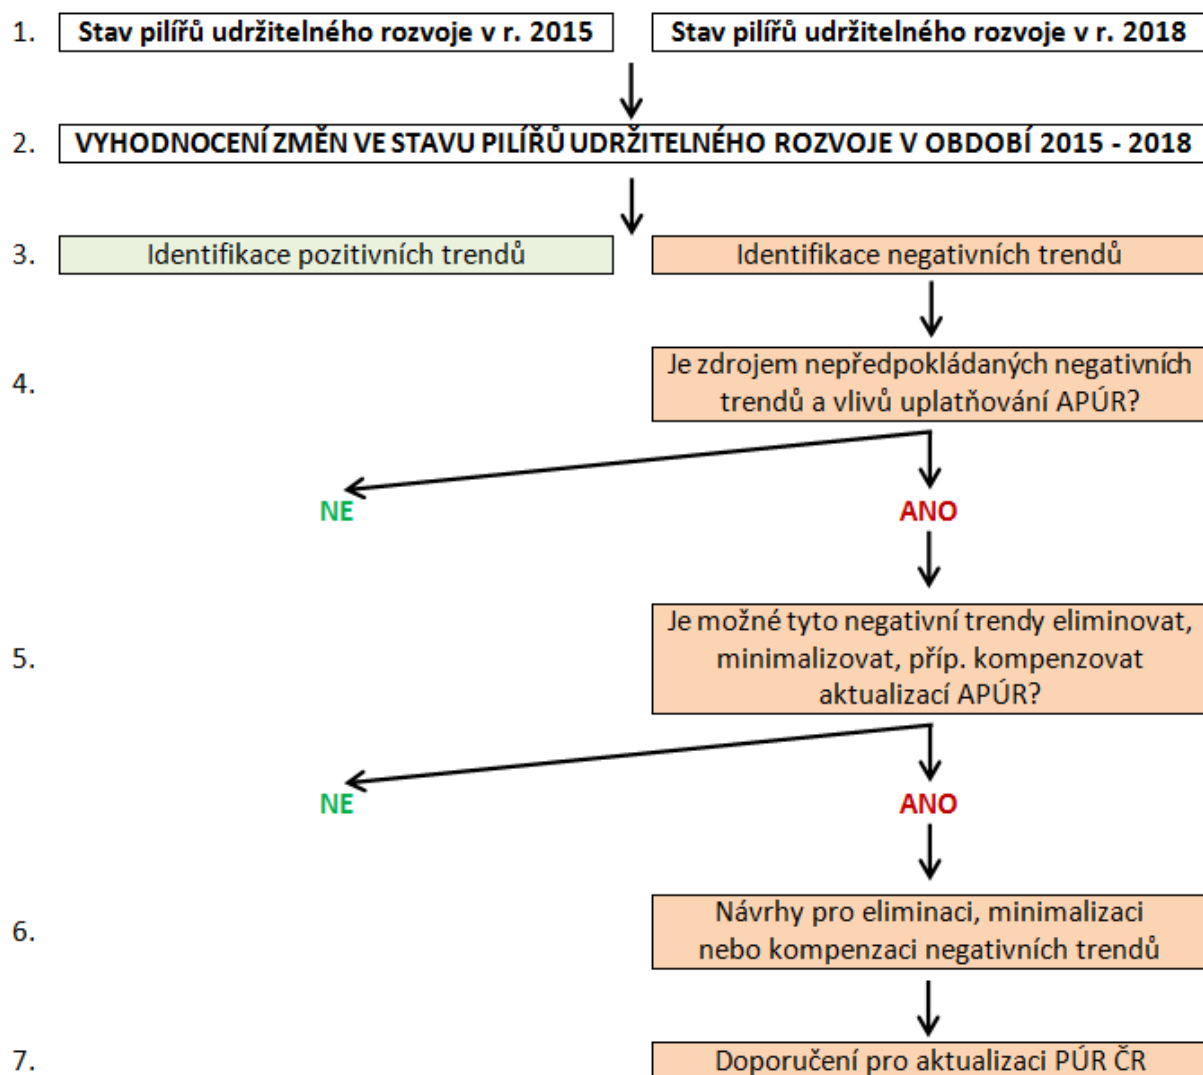 1. Stav pilířů udržitelného rozvoje v r. 2015 Stav pilířů udržitelného rozvoje v r. 2018
2. VYHODNOCENÍ ZMĚN VE STAVU PILÍŘŮ UDRŽITELNÉHO ROZVOJE V OBDOBÍ 2015 - 2018
3. Identifikace pozitivních trendů Identifikace negativních trendů
4. Je zdrojem nepředpokládaných negativních
trendů a vlivů uplatňování APÚR?
NE ANO
5. Je možné tyto negativní trendy eliminovat,
minimalizovat, příp. kompenzovat
aktualizací APÚR?
NE ANO
6. Návrhy pro eliminaci, minimalizaci
nebo kompenzaci negativních trendů
7. Doporučení pro aktualizaci PÚR ČR